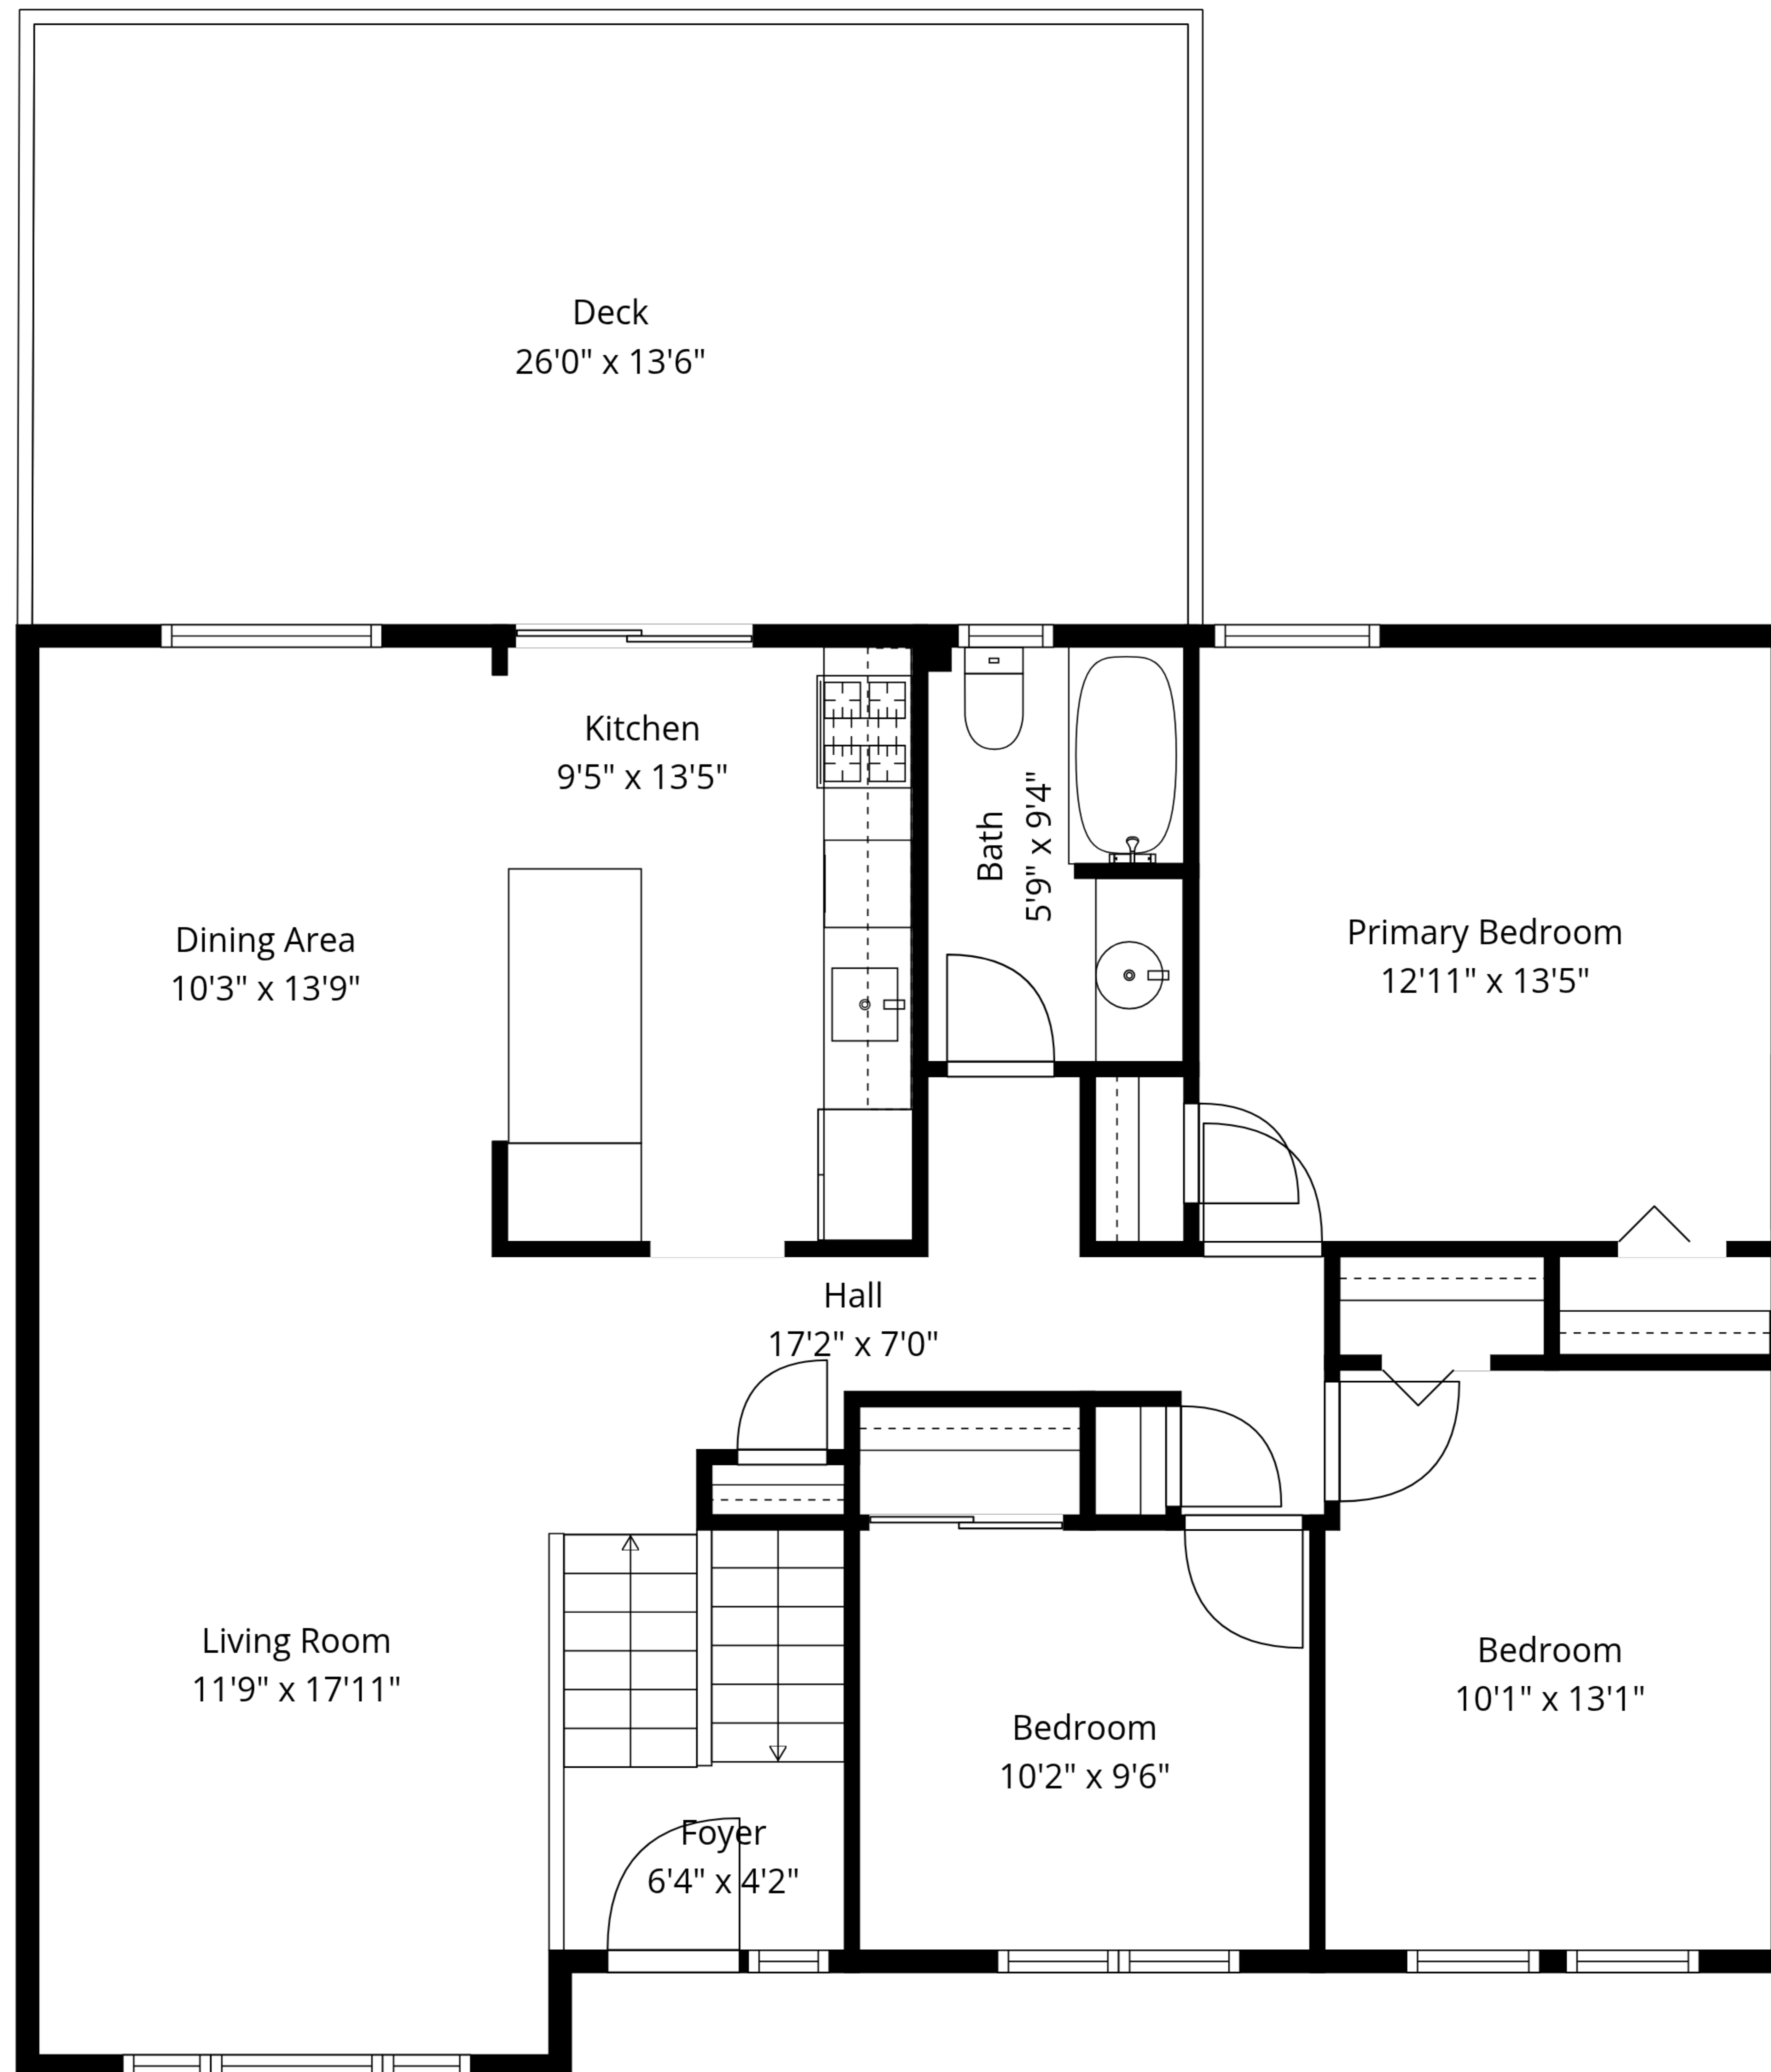 Deck
26'0" x 13'6"
Kitchen
9'5" x 13'5"
Bath
5'9" x 9'4"
Dining Area
10'3" x 13'9"
Primary Bedroom
12'11" x 13'5"
Hall
17'2" x 7'0"
Living Room
11'9" x 17'11"
Bedroom
10'1" x 13'1"
Bedroom
10'2" x 9'6"
Foyer
6'4" x 4'2"